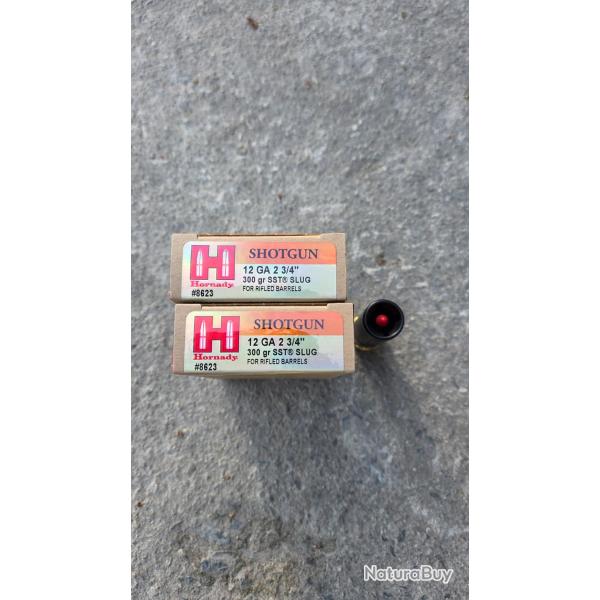 SHOTGUN
12 GA 2 3/4"
300 gr SST® SLUG
FOR RIFLED BARRELS
H
Hornady
#8623
SHOTGUN
12 GA 2 3/4"
300 gr SST® SLUG
FOR RIFLED BARRELS
H
Hornady
#8623
NaturaBuy